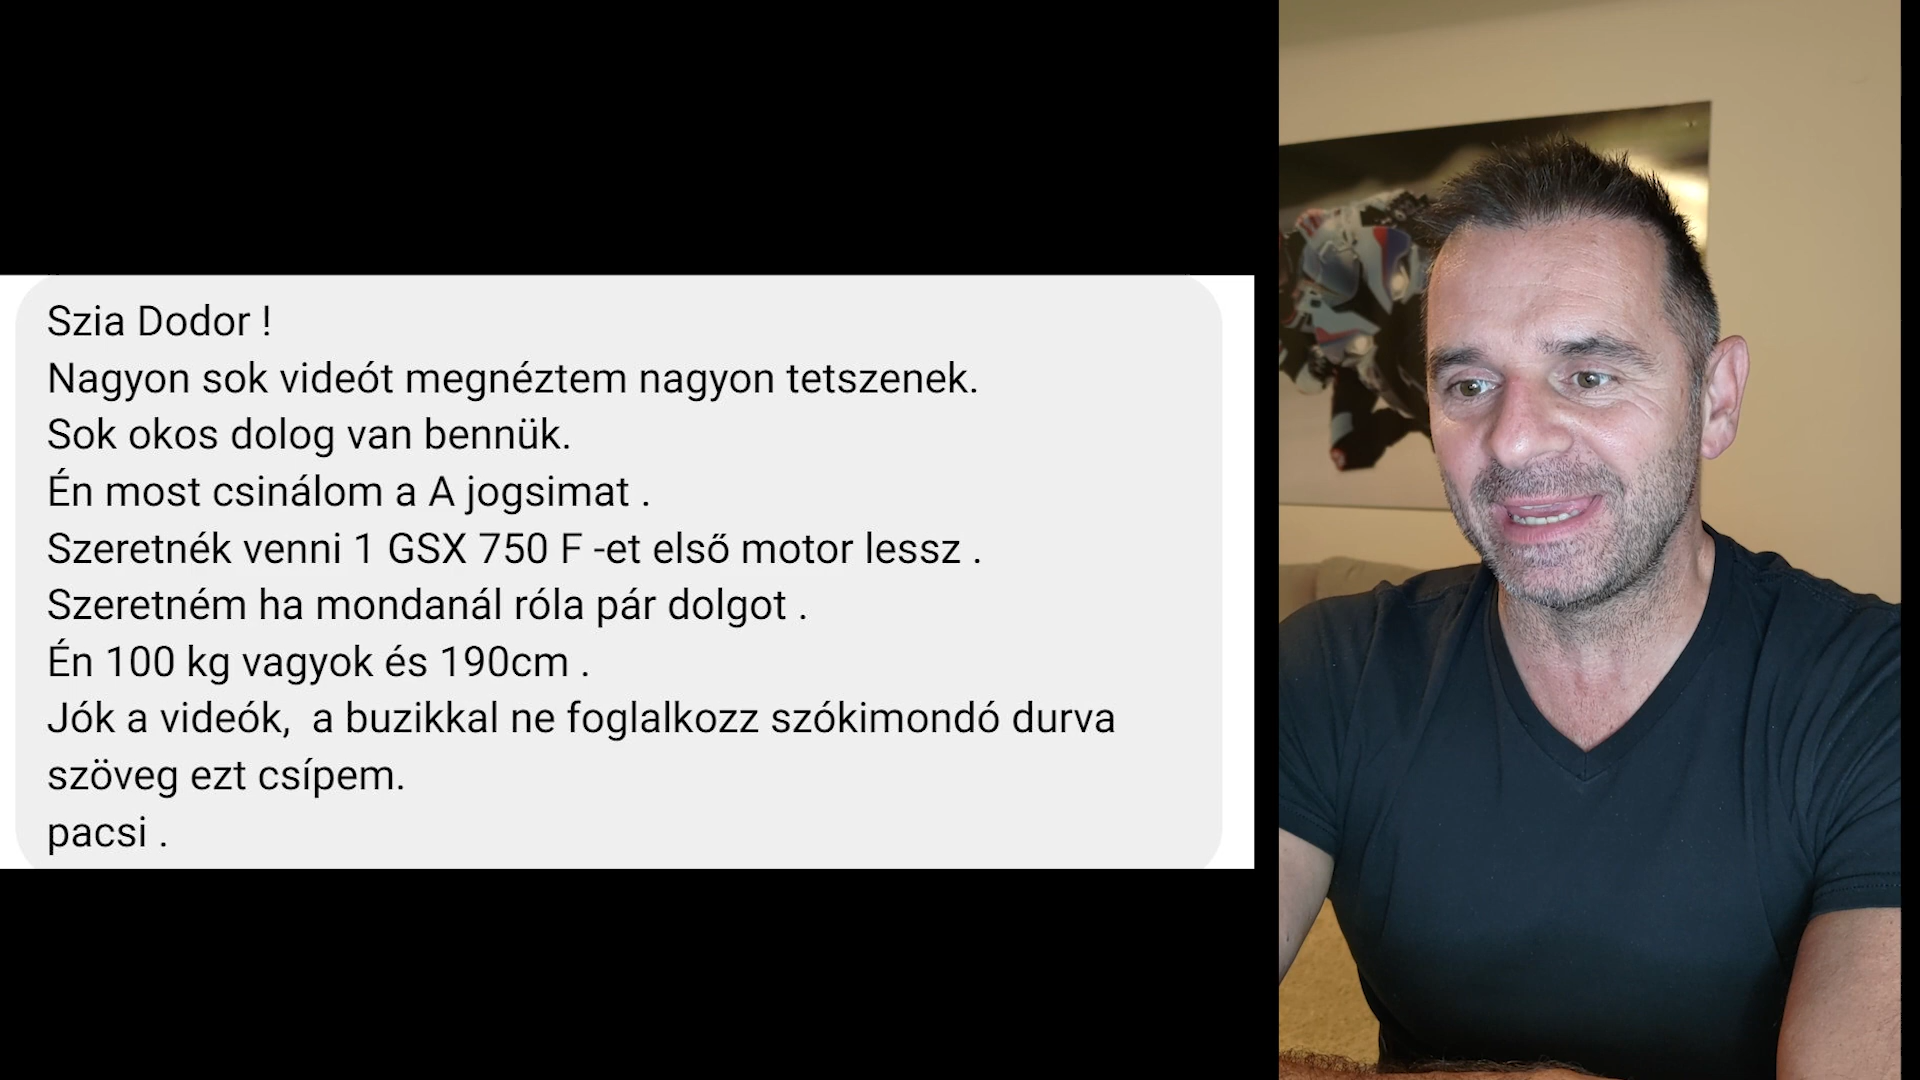 Szia Dodor !
Nagyon sok videót megnéztem nagyon tetszenek.
Sok okos dolog van bennük.
Én most csinálom a A jogsimat .
Szeretnék venni 1 GSX 750 F -et első motor lessz .
Szeretném ha mondanál róla pár dolgot .
Én 100 kg vagyok és 190cm .
Jók a videók,  a buzikkal ne foglalkozz szókimondó durva
szöveg ezt csípem.
pacsi .